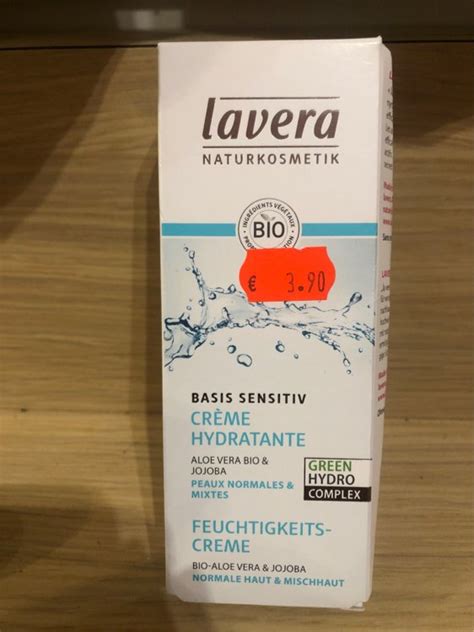 lavera
NATURKOSMETIK
INGRÉDIENTS VÉGÉTAUX
BIO
€ 3.90
BASIS SENSITIV
CRÈME
HYDRATANTE
ALOE VERA BIO &
JOJOBA
PEAUX NORMALES &
MIXTES
GREEN
HYDRO
COMPLEX
FEUCHTIGKEITS-
CREME
BIO-ALOE VERA & JOJOBA
NORMALE HAUT & MISCHHAUT